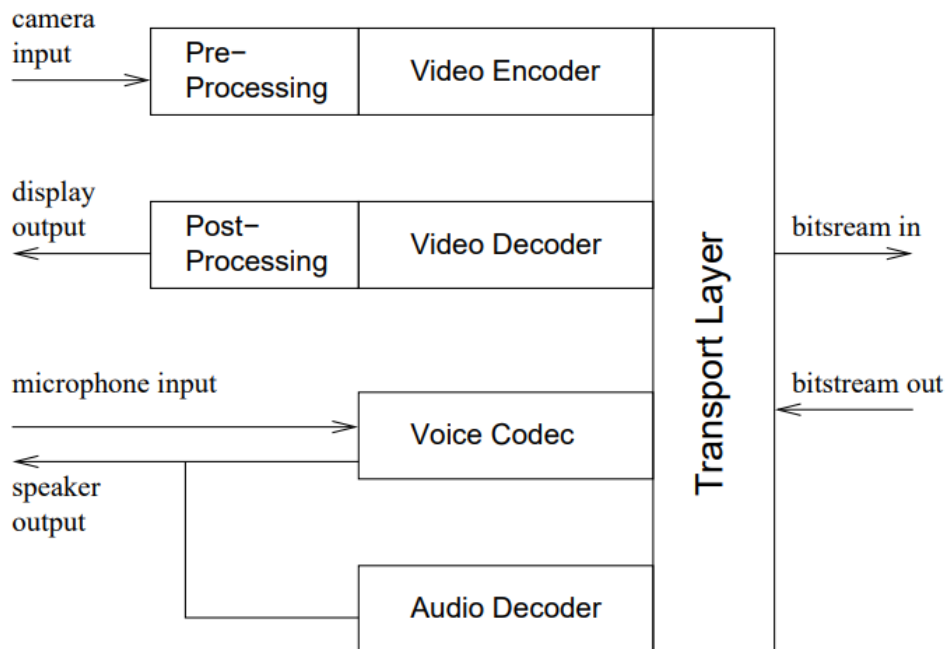 camera
input
Pre-
Processing
Video Encoder
display
output
Post-
Processing
Video Decoder
bitsream in
Transport Layer
microphone input
bitstream out
Voice Codec
speaker
output
Audio Decoder